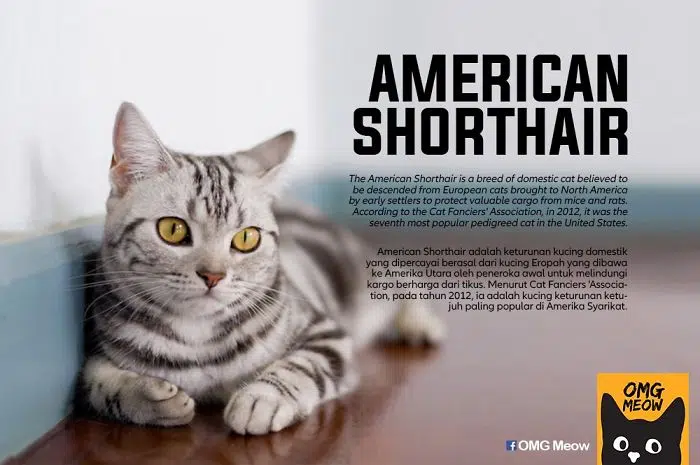 AMERICAN
SHORTHAIR
The American Shorthair is a breed of domestic cat believed to
be descended from European cats brought to North America
by early settlers to protect valuable cargo from mice and rats.
According to the Cat Fanciers' Association, in 2012, it was the
seventh most popular pedigreed cat in the United States.
American Shorthair adalah keturunan kucing domestik
yang dipercayai berasal dari kucing Eropah yang dibawa
ke Amerika Utara oleh peneroka awal untuk melindungi
kargo berharga dari tikus. Menurut Cat Fanciers 'Associa-
tion, pada tahun 2012, ia adalah kucing keturunan ketu-
juh paling popular di Amerika Syarikat.
OMG
MEOW
f OMG Meow